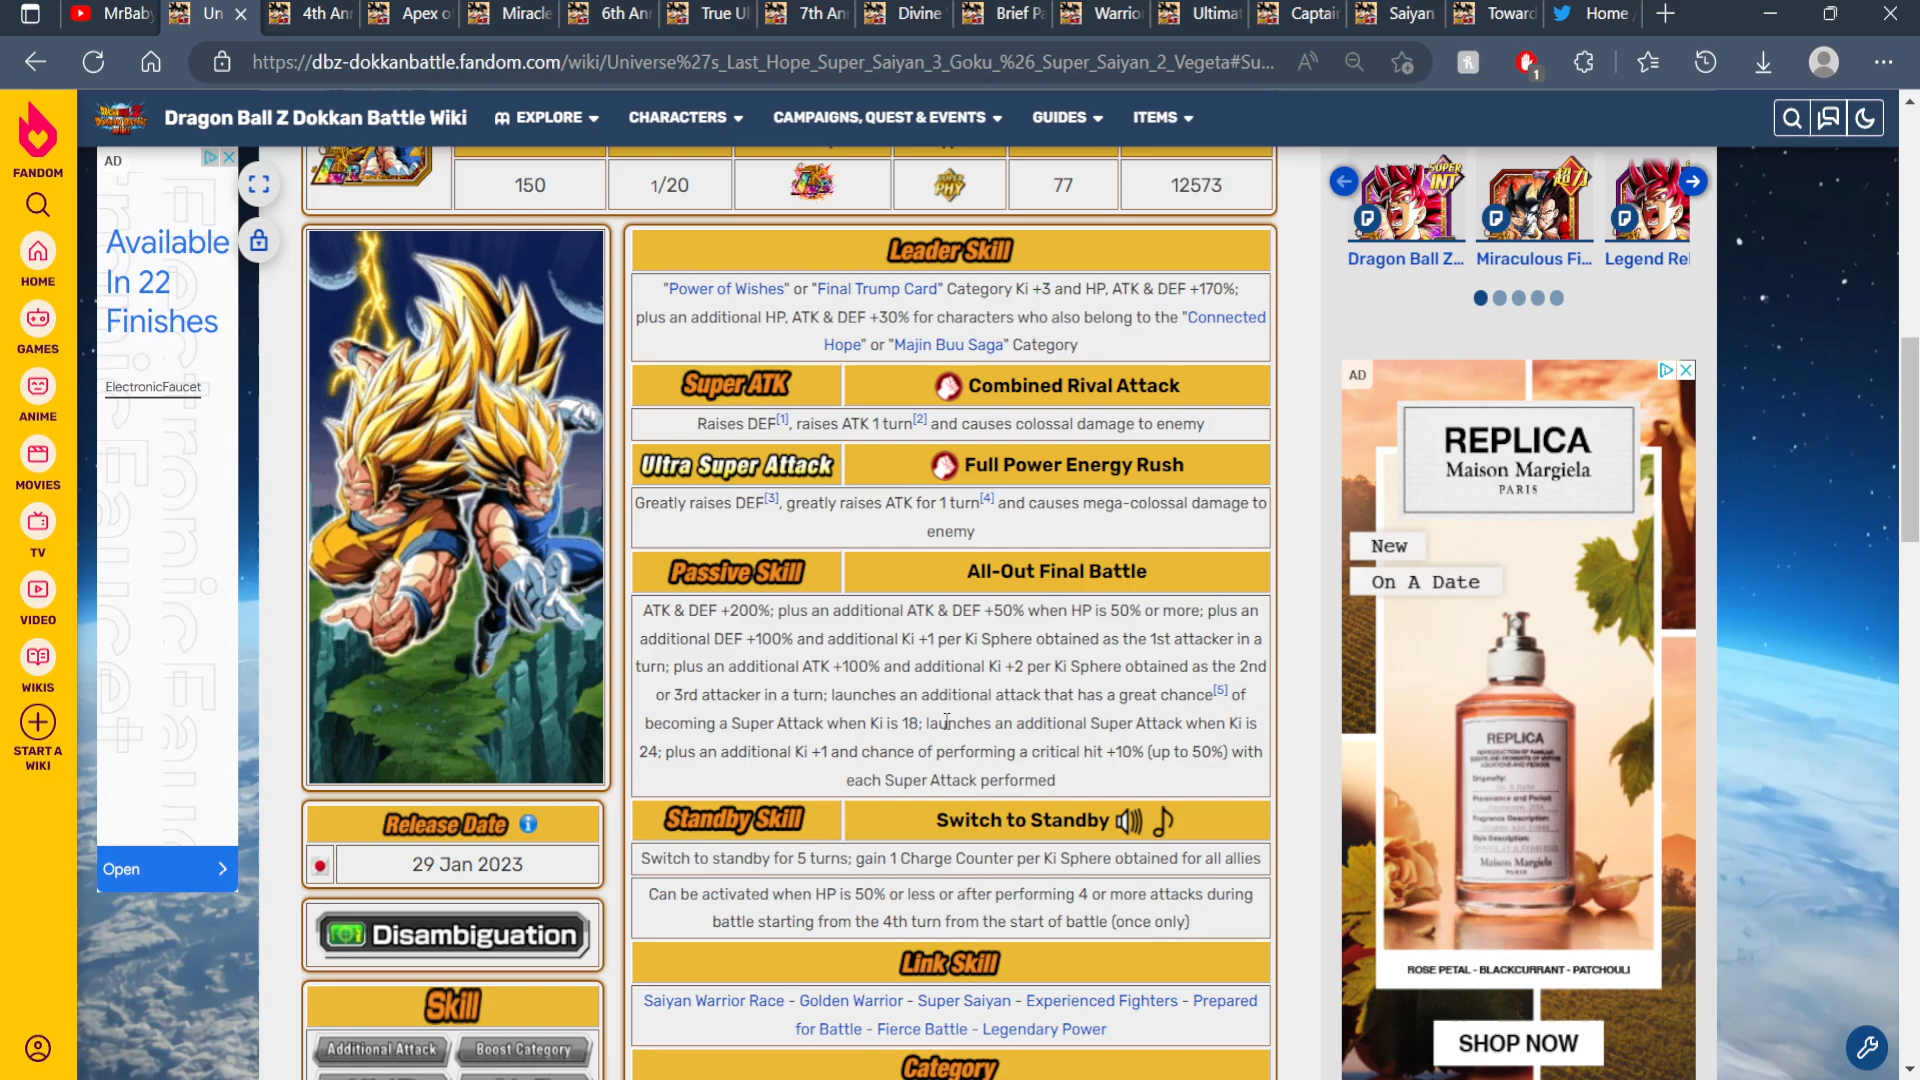 MrBaby
Un
4th Ann
Apex o
Miracle
6th Ann
True Ul
7th Ann
Divine
Brief Pa
Warrio
Ultima
Captai
Saiyan
Toward
Home
https://dbz-dokkanbattle.fandom.com/wiki/Universe%27s_Last_Hope_Super_Saiyan_3_Goku_%26_Super_Saiyan_2_Vegeta#Su...
1
Dragon Ball Z Dokkan Battle Wiki
EXPLORE
CHARACTERS
CAMPAIGNS, QUEST & EVENTS
GUIDES
ITEMS
FANDOM
HOME
GAMES
ANIME
MOVIES
TV
VIDEO
WIKIS
START A
WIKI
AD
Available
In 22
Finishes
ElectronicFaucet
Open
LR
150
1/20
SUPER PHY
77
12573
Leader Skill
"Power of Wishes" or "Final Trump Card" Category Ki +3 and HP, ATK & DEF +170%;
plus an additional HP, ATK & DEF +30% for characters who also belong to the "Connected
Hope" or "Majin Buu Saga" Category
Super ATK
Combined Rival Attack
Raises DEF[1], raises ATK 1 turn[2] and causes colossal damage to enemy
Ultra Super Attack
Full Power Energy Rush
Greatly raises DEF[3], greatly raises ATK for 1 turn[4] and causes mega-colossal damage to
enemy
Passive Skill
All-Out Final Battle
ATK & DEF +200%; plus an additional ATK & DEF +50% when HP is 50% or more; plus an
additional DEF +100% and additional Ki +1 per Ki Sphere obtained as the 1st attacker in a
turn; plus an additional ATK +100% and additional Ki +2 per Ki Sphere obtained as the 2nd
or 3rd attacker in a turn; launches an additional attack that has a great chance[5] of
becoming a Super Attack when Ki is 18; launches an additional Super Attack when Ki is
24; plus an additional Ki +1 and chance of performing a critical hit +10% (up to 50%) with
each Super Attack performed
Standby Skill
Switch to Standby
Switch to standby for 5 turns; gain 1 Charge Counter per Ki Sphere obtained for all allies
Can be activated when HP is 50% or less or after performing 4 or more attacks during
battle starting from the 4th turn from the start of battle (once only)
Link Skill
Saiyan Warrior Race - Golden Warrior - Super Saiyan - Experienced Fighters - Prepared
for Battle - Fierce Battle - Legendary Power
Category
Release Date
29 Jan 2023
Disambiguation
Skill
Additional Attack
Boost Category
SUPER INT
超力
Dragon Ball Z...
Miraculous Fi...
Legend Re
AD
REPLICA
Maison Margiela
PARIS
New
On A Date
REPLICA
Maison Margiela
PARIS
ROSE PETAL - BLACKCURRANT - PATCHOULI
SHOP NOW